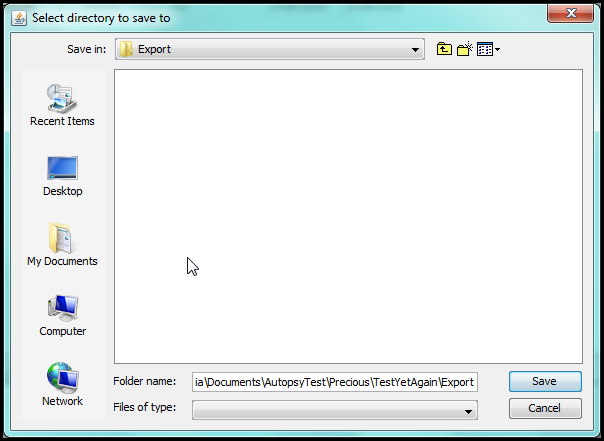 Select directory to save to
Save in:
Export
Recent Items
Desktop
My Documents
Computer
Network
Folder name:
ia\Documents\AutopsyTest\Precious\TestYetAgain\Export
Save
Files of type:
Cancel